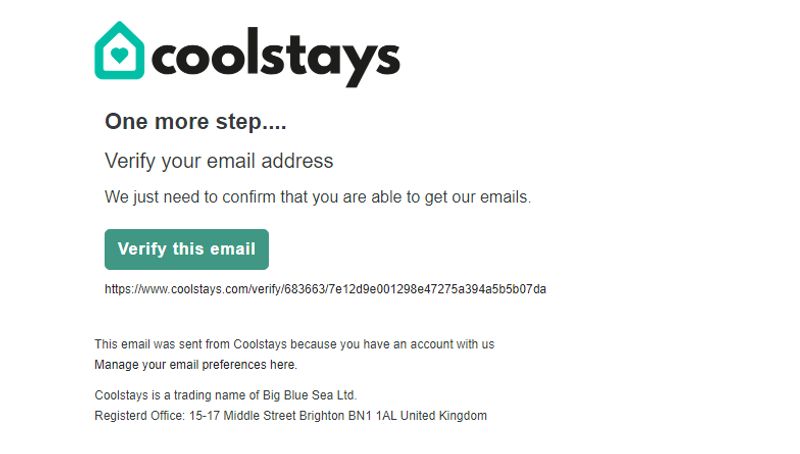 coolstays
One more step....
Verify your email address
We just need to confirm that you are able to get our emails.
Verify this email
https://www.coolstays.com/verify/683663/7e12d9e001298e47275a394a5b5b07da
This email was sent from Coolstays because you have an account with us
Manage your email preferences here.
Coolstays is a trading name of Big Blue Sea Ltd.
Registerd Office: 15-17 Middle Street Brighton BN1 1AL United Kingdom